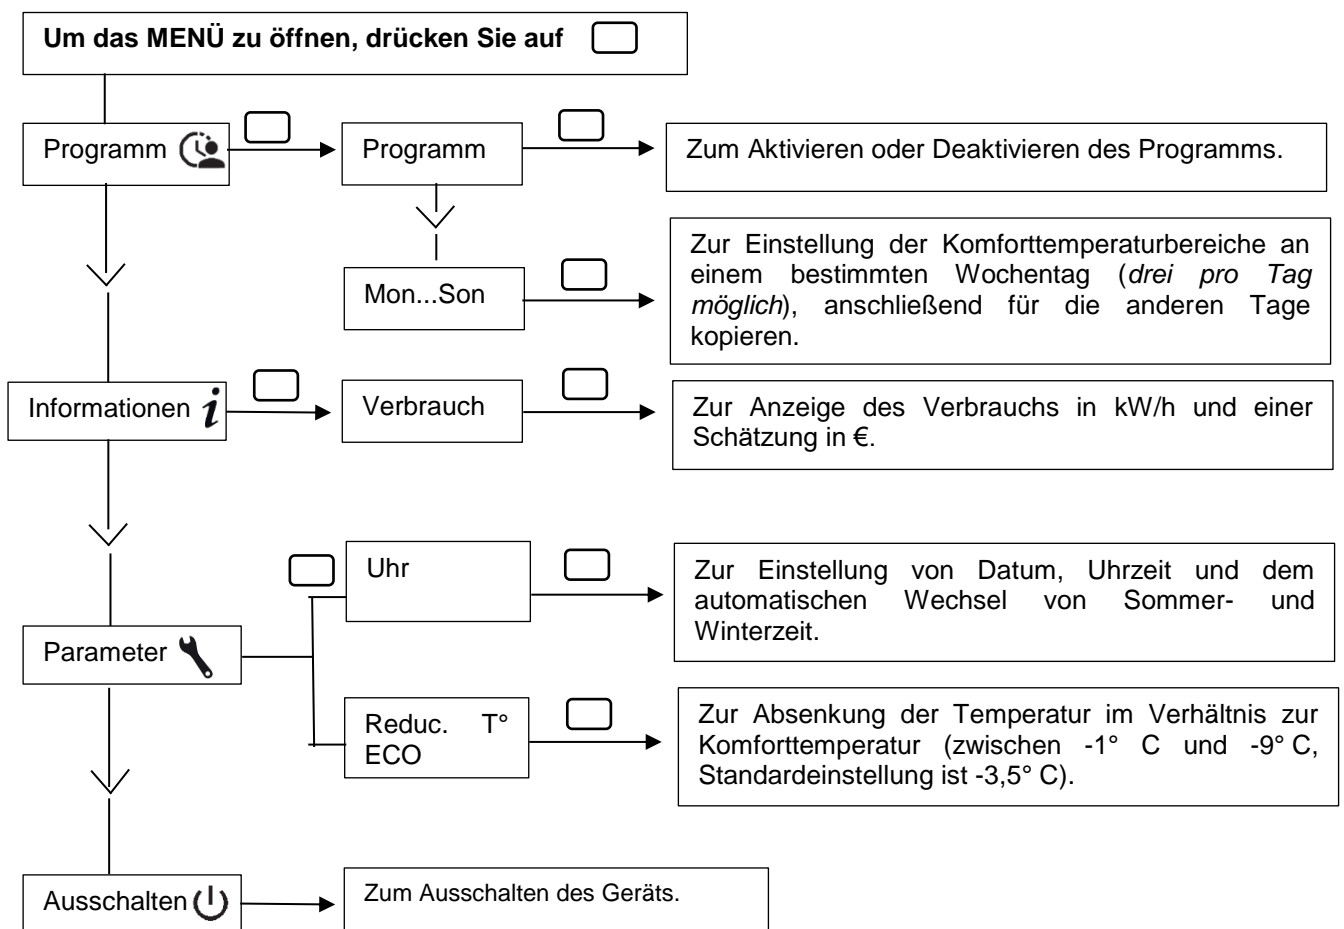 Um das MENÜ zu öffnen, drücken Sie auf
Programm
Programm
Zum Aktivieren oder Deaktivieren des Programms.
Mon...Son
Zur Einstellung der Komforttemperaturbereiche an
einem bestimmten Wochentag (drei pro Tag
möglich), anschließend für die anderen Tage
kopieren.
Informationen i
Verbrauch
Zur Anzeige des Verbrauchs in kW/h und einer
Schätzung in €.
Parameter
Uhr
Zur Einstellung von Datum, Uhrzeit und dem
automatischen Wechsel von Sommer- und
Winterzeit.
Reduc. T°
ECO
Zur Absenkung der Temperatur im Verhältnis zur
Komforttemperatur (zwischen -1° C und -9° C,
Standardeinstellung ist -3,5° C).
Ausschalten
Zum Ausschalten des Geräts.